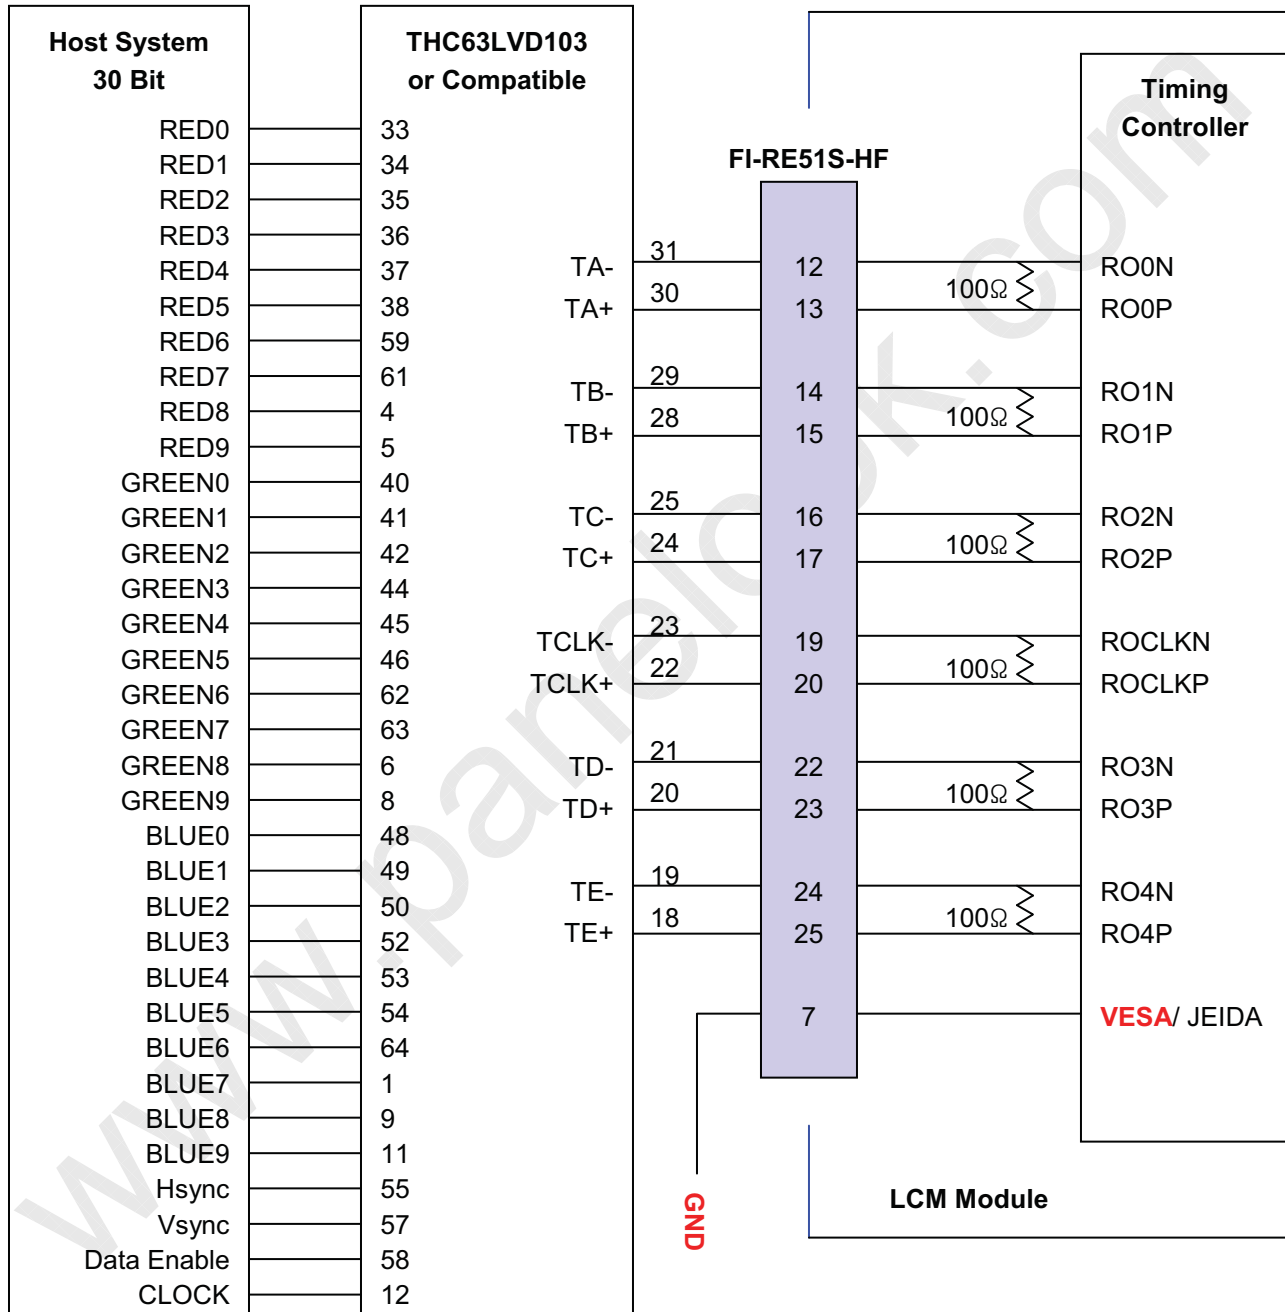 Host System
30 Bit
RED0
RED1
RED2
RED3
RED4
RED5
RED6
RED7
RED8
RED9
GREEN0
GREEN1
GREEN2
GREEN3
GREEN4
GREEN5
GREEN6
GREEN7
GREEN8
GREEN9
BLUE0
BLUE1
BLUE2
BLUE3
BLUE4
BLUE5
BLUE6
BLUE7
BLUE8
BLUE9
Hsync
Vsync
Data Enable
CLOCK
THC63LVD103
or Compatible
33
34
35
36
37
38
59
61
4
5
40
41
42
44
45
46
62
63
6
8
48
49
50
52
53
54
64
1
9
11
55
57
58
12
TA-
TA+
TB-
TB+
TC-
TC+
TCLK-
TCLK+
TD-
TD+
TE-
TE+
31
30
29
28
25
24
23
22
21
20
19
18
GND
FI-RE51S-HF
12
13
14
15
16
17
19
20
22
23
24
25
7
100Ω
100Ω
100Ω
100Ω
100Ω
100Ω
Timing
Controller
RO0N
RO0P
RO1N
RO1P
RO2N
RO2P
ROCLKN
ROCLKP
RO3N
RO3P
RO4N
RO4P
VESA/ JEIDA
LCM Module
www.panelook.com